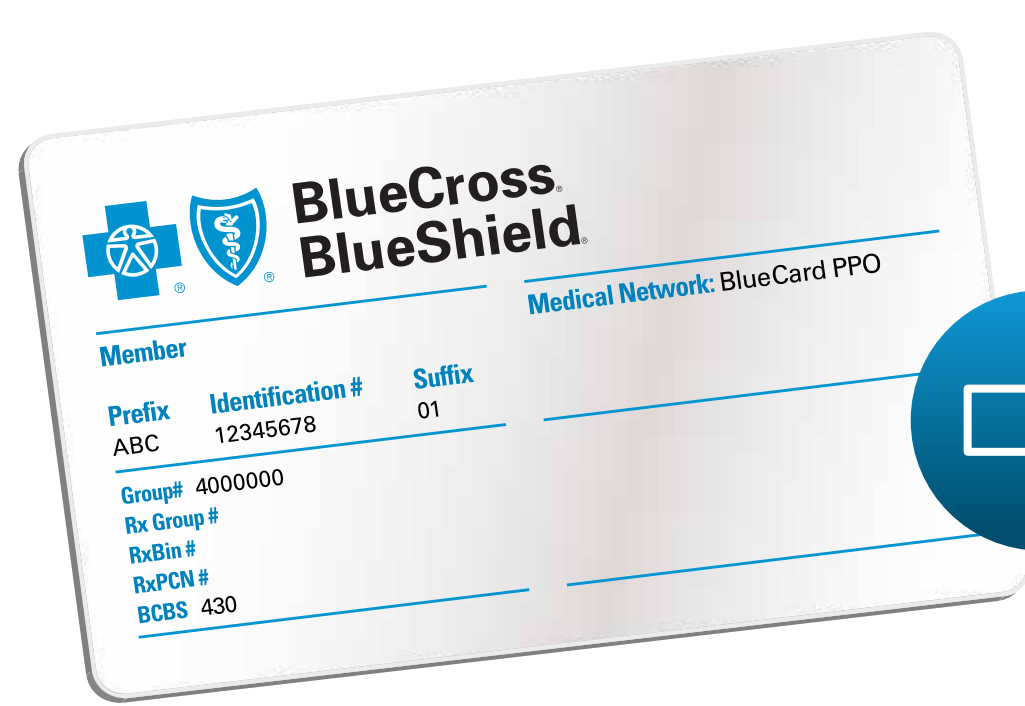 BlueCross®
BlueShield®
® ®
Medical Network: BlueCard PPO
Member
Prefix Identification # Suffix
ABC 12345678 01
Group# 4000000
Rx Group #
RxBin #
RxPCN #
BCBS 430